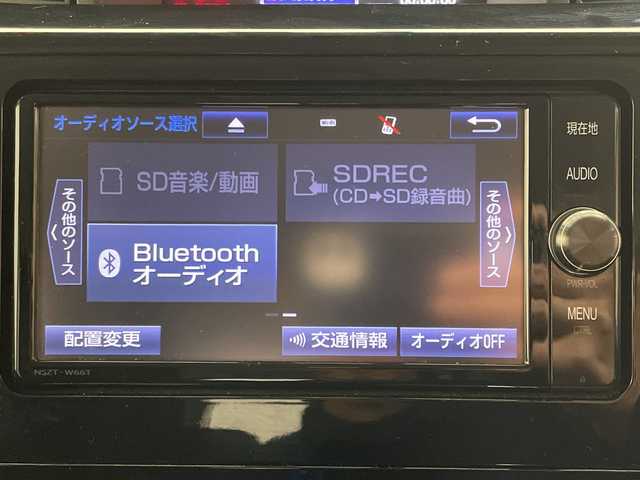 オーディオソース選択
現在地
SD音楽/動画
SDREC
(CD➡SD録音曲)
AUDIO
その他のソース
その他のソース
Bluetooth
オーディオ
PWR・VOL
MENU
配置変更
交通情報
オーディオOFF
NSZT-W66T